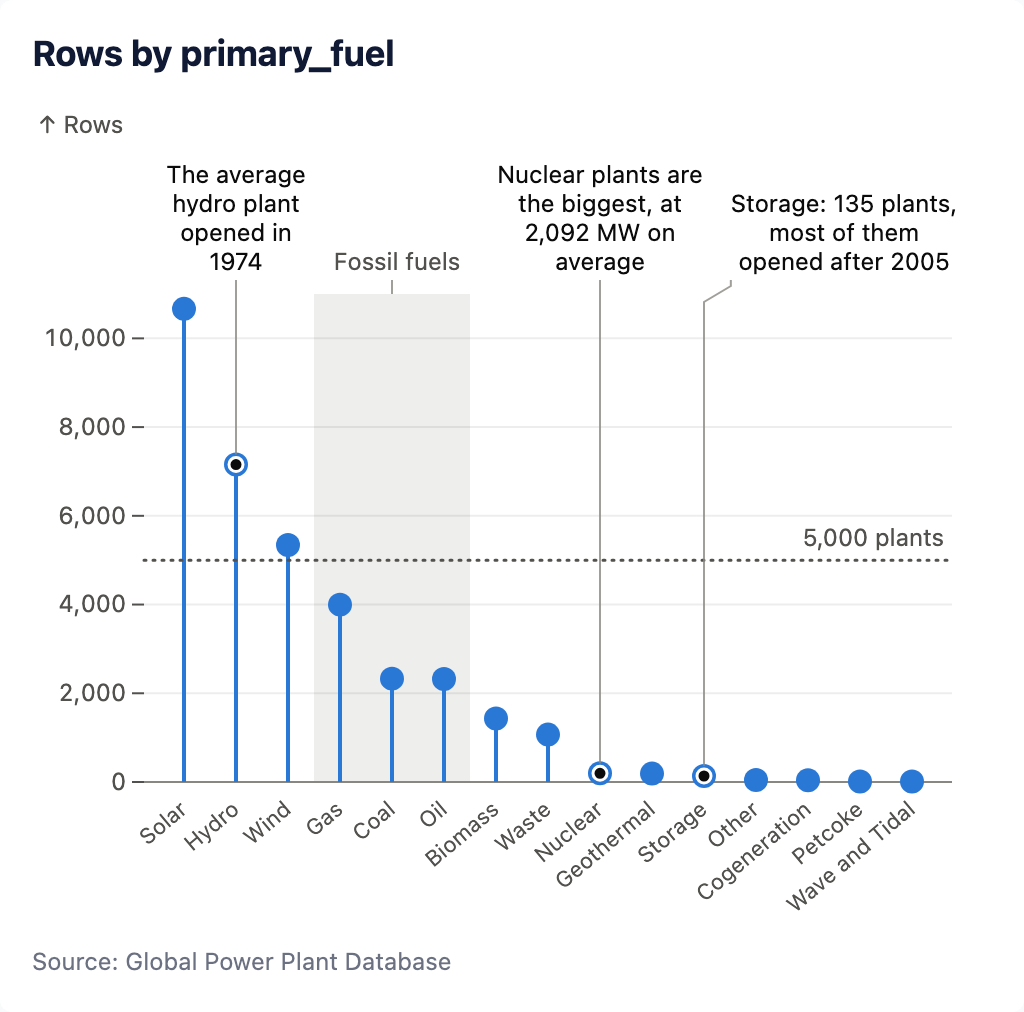 Rows by primary_fuel
↑ Rows
The average
hydro plant
opened in
1974
Fossil fuels
Nuclear plants are
the biggest, at
2,092 MW on
average
Storage: 135 plants,
most of them
opened after 2005
10,000
8,000
6,000
5,000 plants
4,000
2,000
0
Solar
Hydro
Wind
Gas
Coal
Oil
Biomass
Waste
Nuclear
Geothermal
Storage
Other
Cogeneration
Petcoke
Wave and Tidal
Source: Global Power Plant Database